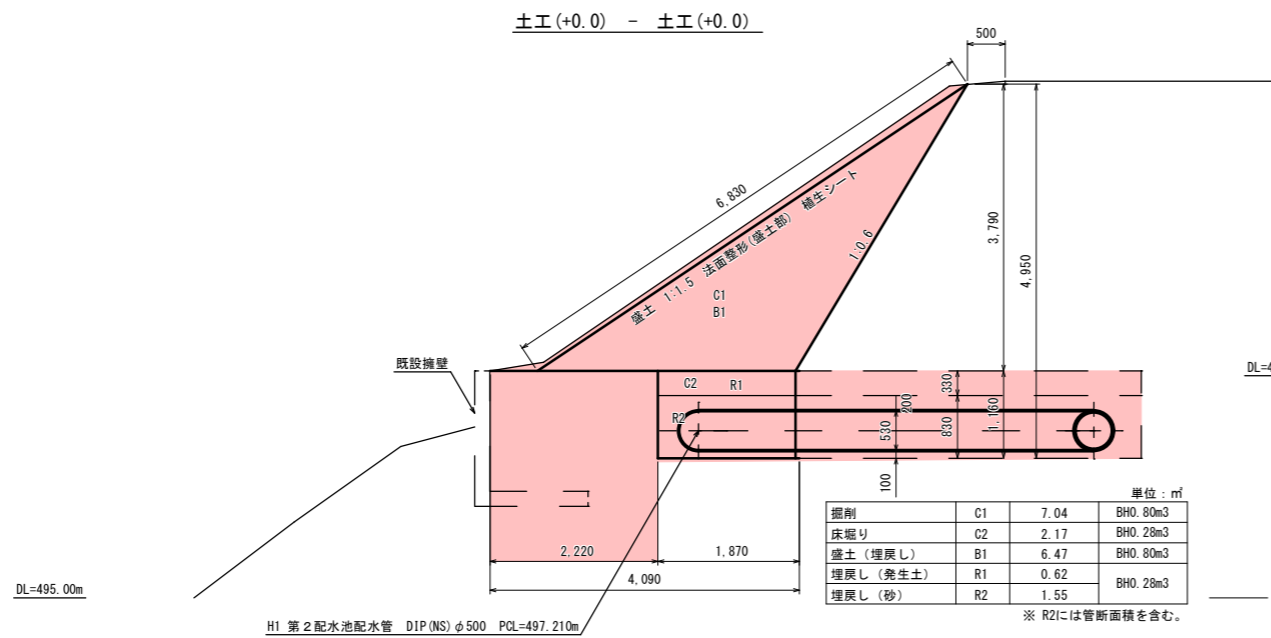 土工(+0.0) － 土工(+0.0)
500
6,830
盛土 1:1.5 法面整形(盛土部) 植生シート
1:0.6
3,790
4,950
C1
B1
既設擁壁
C2
R1
R2
330
200
1,160
530
830
100
DL=4
2,220
1,870
4,090
DL=495.00m
H1 第２配水池配水管 DIP(NS)φ500 PCL=497.210m
単位：㎡
掘削 C1 7.04 BH0.80m3
床堀り C2 2.17 BH0.28m3
盛土（埋戻し） B1 6.47 BH0.80m3
埋戻し（発生土） R1 0.62 BH0.28m3
埋戻し（砂） R2 1.55
※ R2には管断面積を含む。